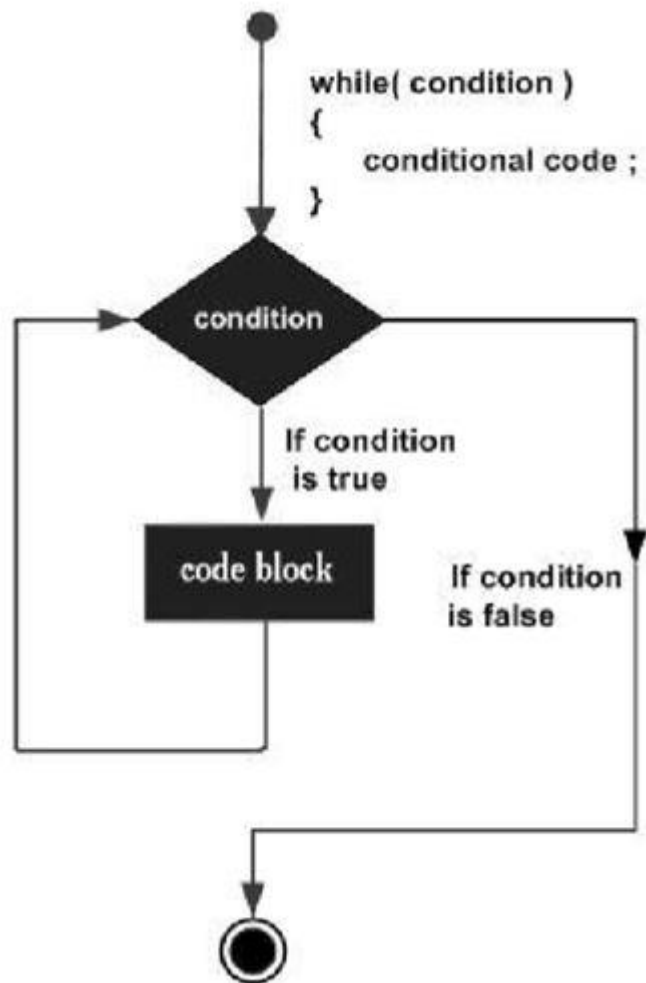 while( condition )
{
conditional code ;
}
condition
If condition
is true
code block
If condition
is false